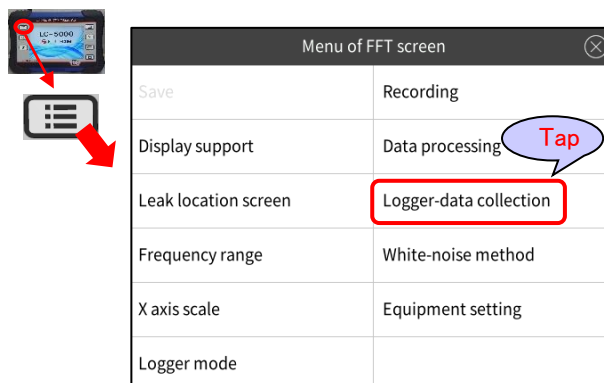 LC-5000
Menu of FFT screen
Save
Recording
Display support
Data processing
Tap
Leak location screen
Logger-data collection
Frequency range
White-noise method
X axis scale
Equipment setting
Logger mode